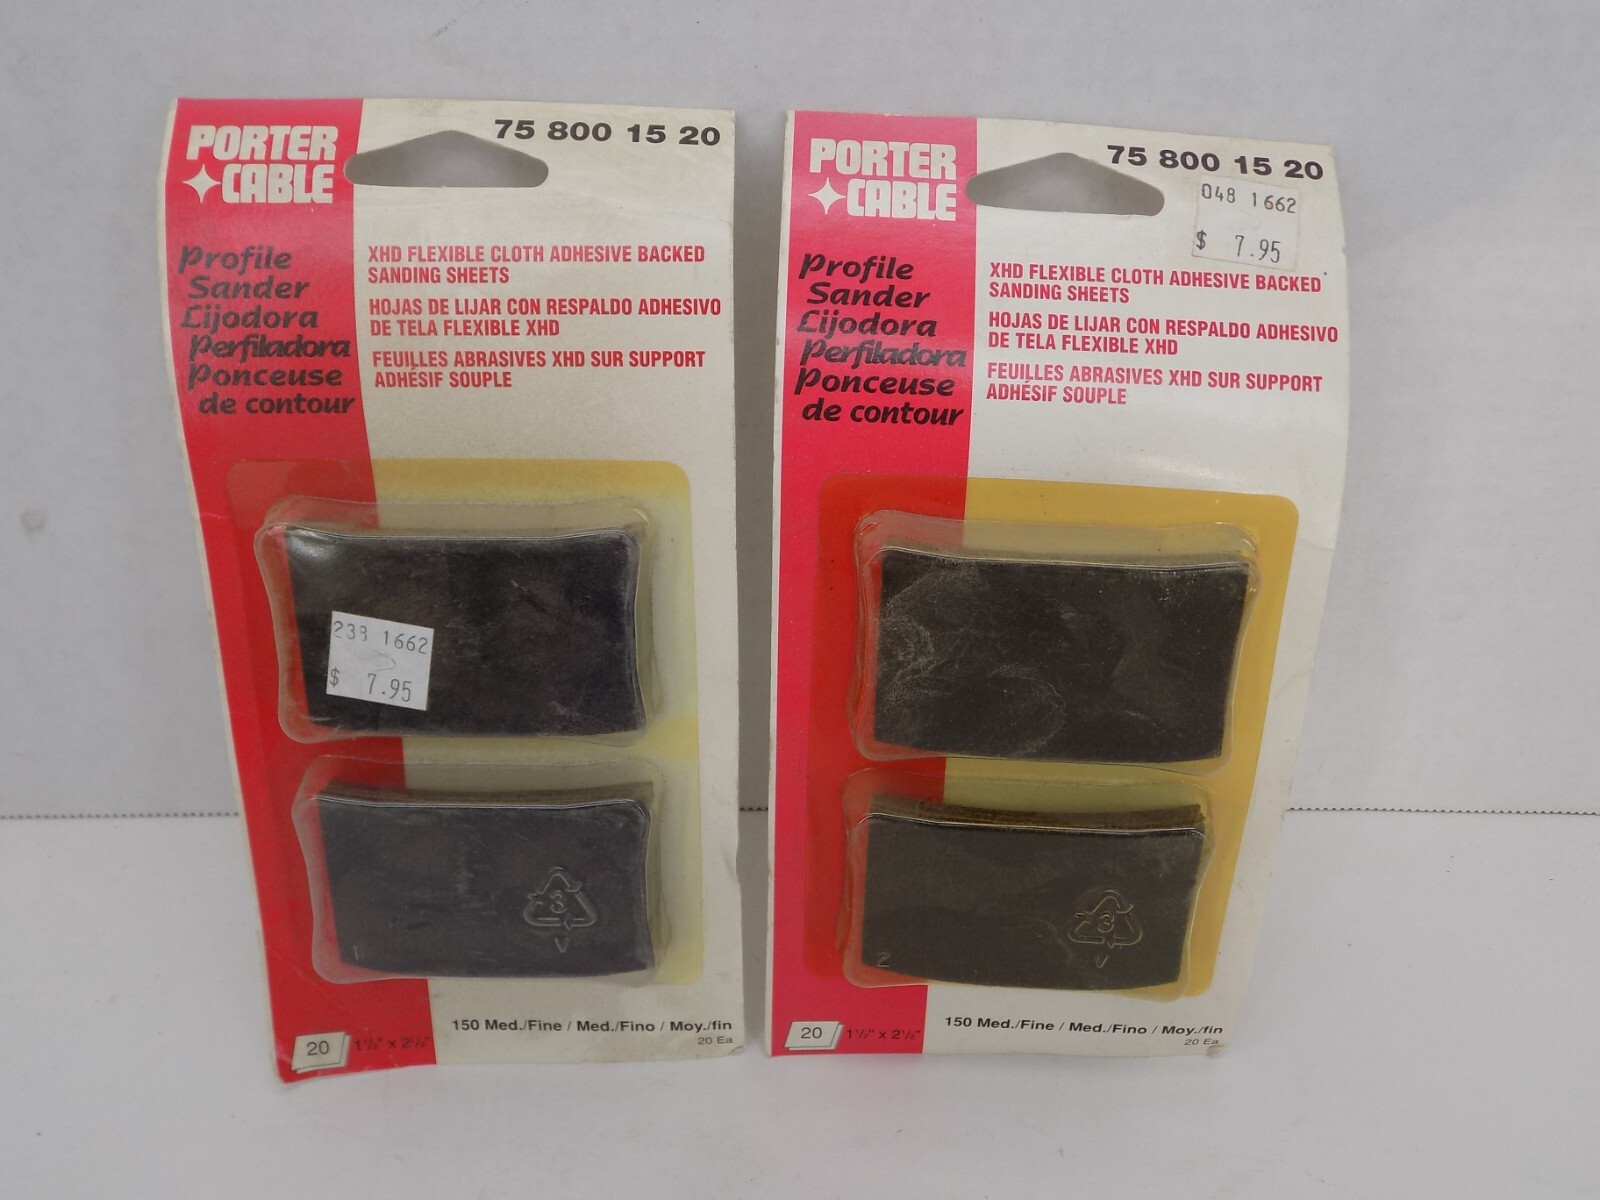 PORTER
CABLE
75 800 15 20
Profile
Sander
Lijodora
Perfiladora
Ponceuse
de contour
XHD FLEXIBLE CLOTH ADHESIVE BACKED
SANDING SHEETS
HOJAS DE LIJAR CON RESPALDO ADHESIVO
DE TELA FLEXIBLE XHD
FEUILLES ABRASIVES XHD SUR SUPPORT
ADHÉSIF SOUPLE
1662
$ 7.95
3
V
1
20
150 Med./Fine / Med./Fino / Moy./fin
20 Ea
PORTER
CABLE
75 800 15 20
048 1662
$ 7.95
Profile
Sander
Lijodora
Perfiladora
Ponceuse
de contour
XHD FLEXIBLE CLOTH ADHESIVE BACKED
SANDING SHEETS
HOJAS DE LIJAR CON RESPALDO ADHESIVO
DE TELA FLEXIBLE XHD
FEUILLES ABRASIVES XHD SUR SUPPORT
ADHÉSIF SOUPLE
3
V
2
20
150 Med./Fine / Med./Fino / Moy./fin
20 Ea